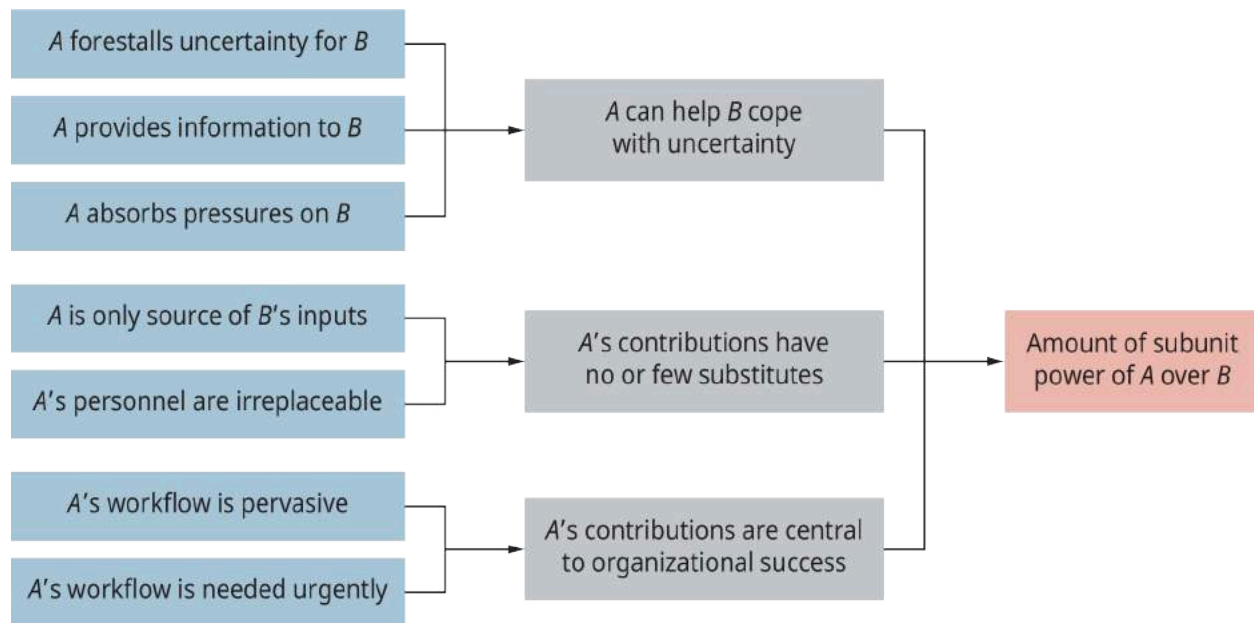 A forestalls uncertainty for B
A provides information to B
A absorbs pressures on B
A can help B cope
with uncertainty
A is only source of B’s inputs
A’s personnel are irreplaceable
A’s contributions have
no or few substitutes
A’s workflow is pervasive
A’s workflow is needed urgently
A’s contributions are central
to organizational success
Amount of subunit
power of A over B